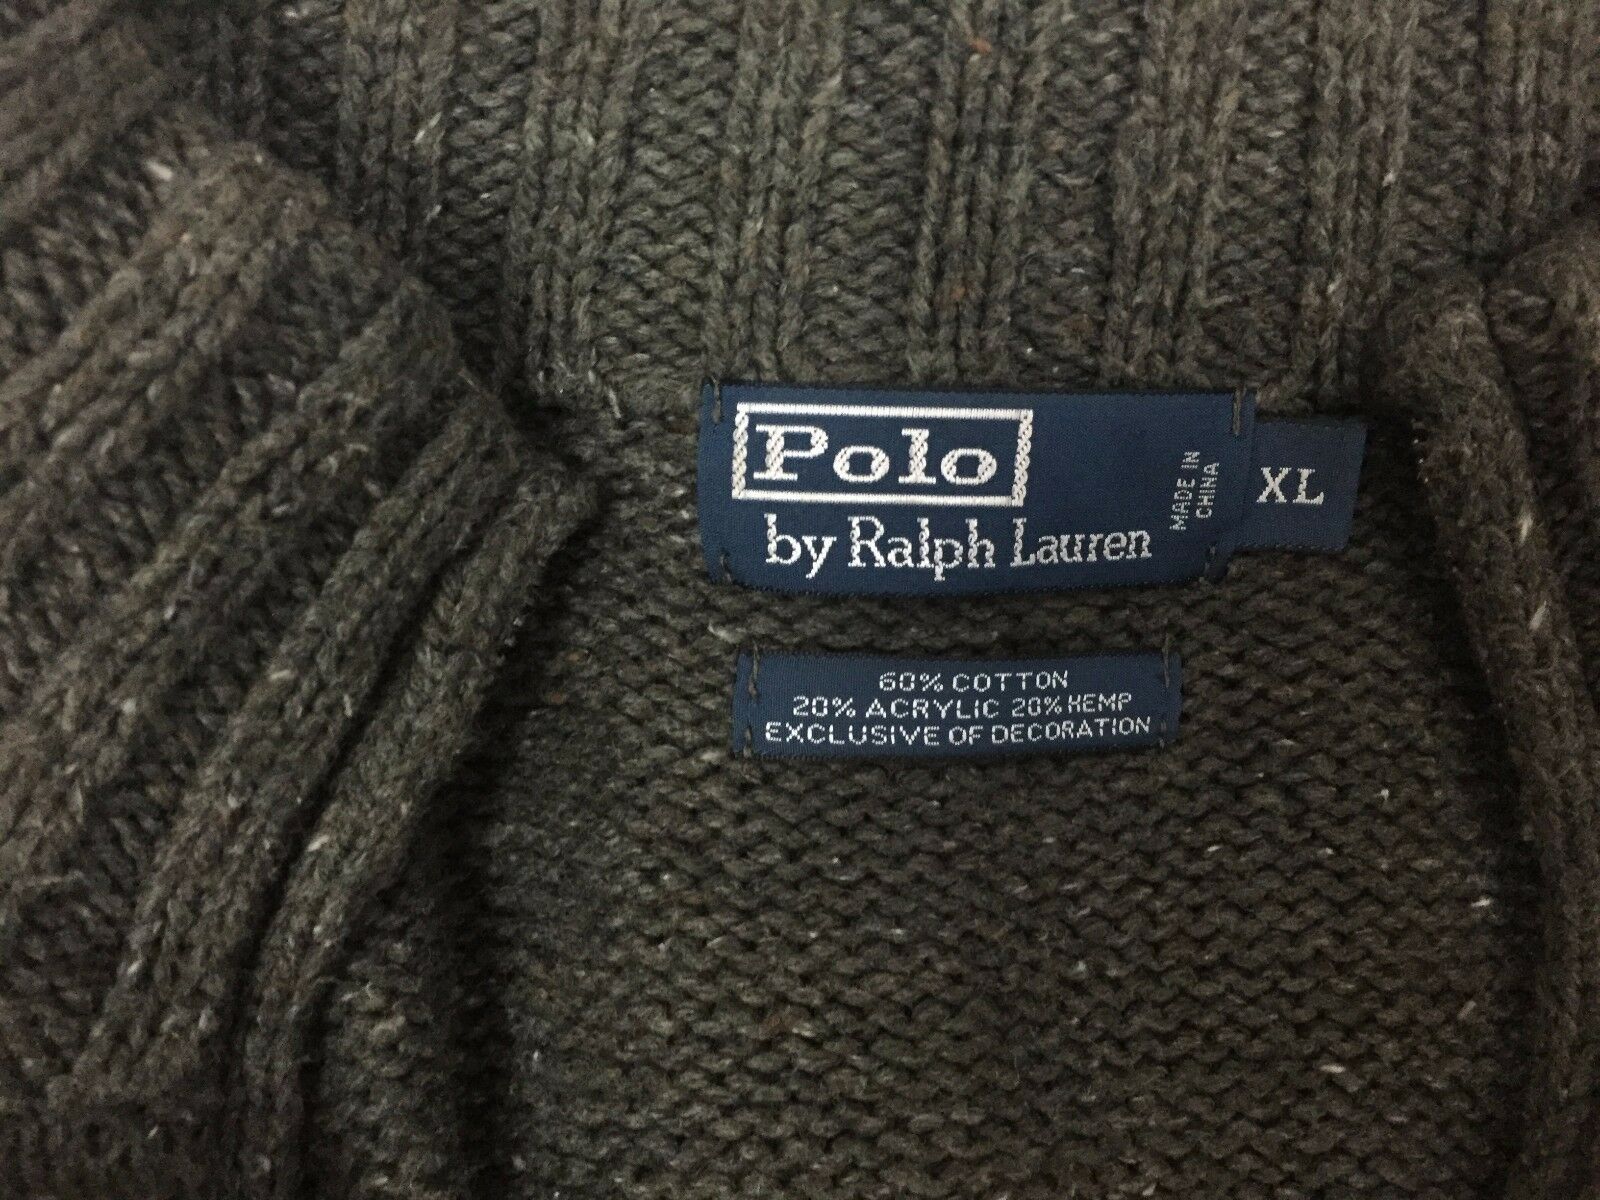 Polo
by Ralph Lauren
MADE IN
CHINA
XL
60% COTTON
20% ACRYLIC 20% HEMP
EXCLUSIVE OF DECORATION